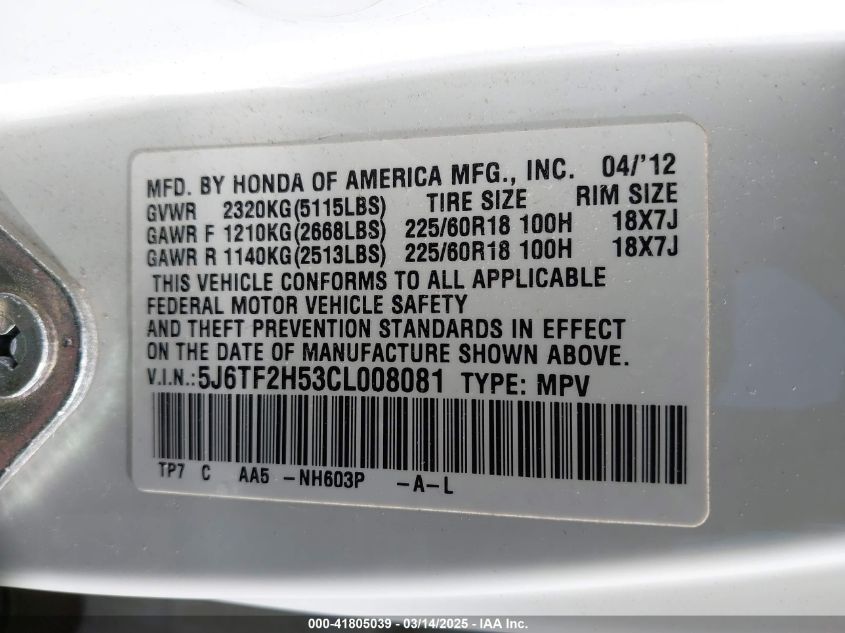 MFD. BY HONDA OF AMERICA MFG., INC. 04/'12
GVWR 2320KG(5115LBS) TIRE SIZE RIM SIZE
GAWR F 1210KG(2668LBS) 225/60R18 100H 18X7J
GAWR R 1140KG(2513LBS) 225/60R18 100H 18X7J
THIS VEHICLE CONFORMS TO ALL APPLICABLE
FEDERAL MOTOR VEHICLE SAFETY
AND THEFT PREVENTION STANDARDS IN EFFECT
ON THE DATE OF MANUFACTURE SHOWN ABOVE.
V.I.N.: 5J6TF2H53CL008081 TYPE: MPV
TP7 C AA5 -NH603P -A-L
000-41805039 - 03/14/2025 - IAA Inc.